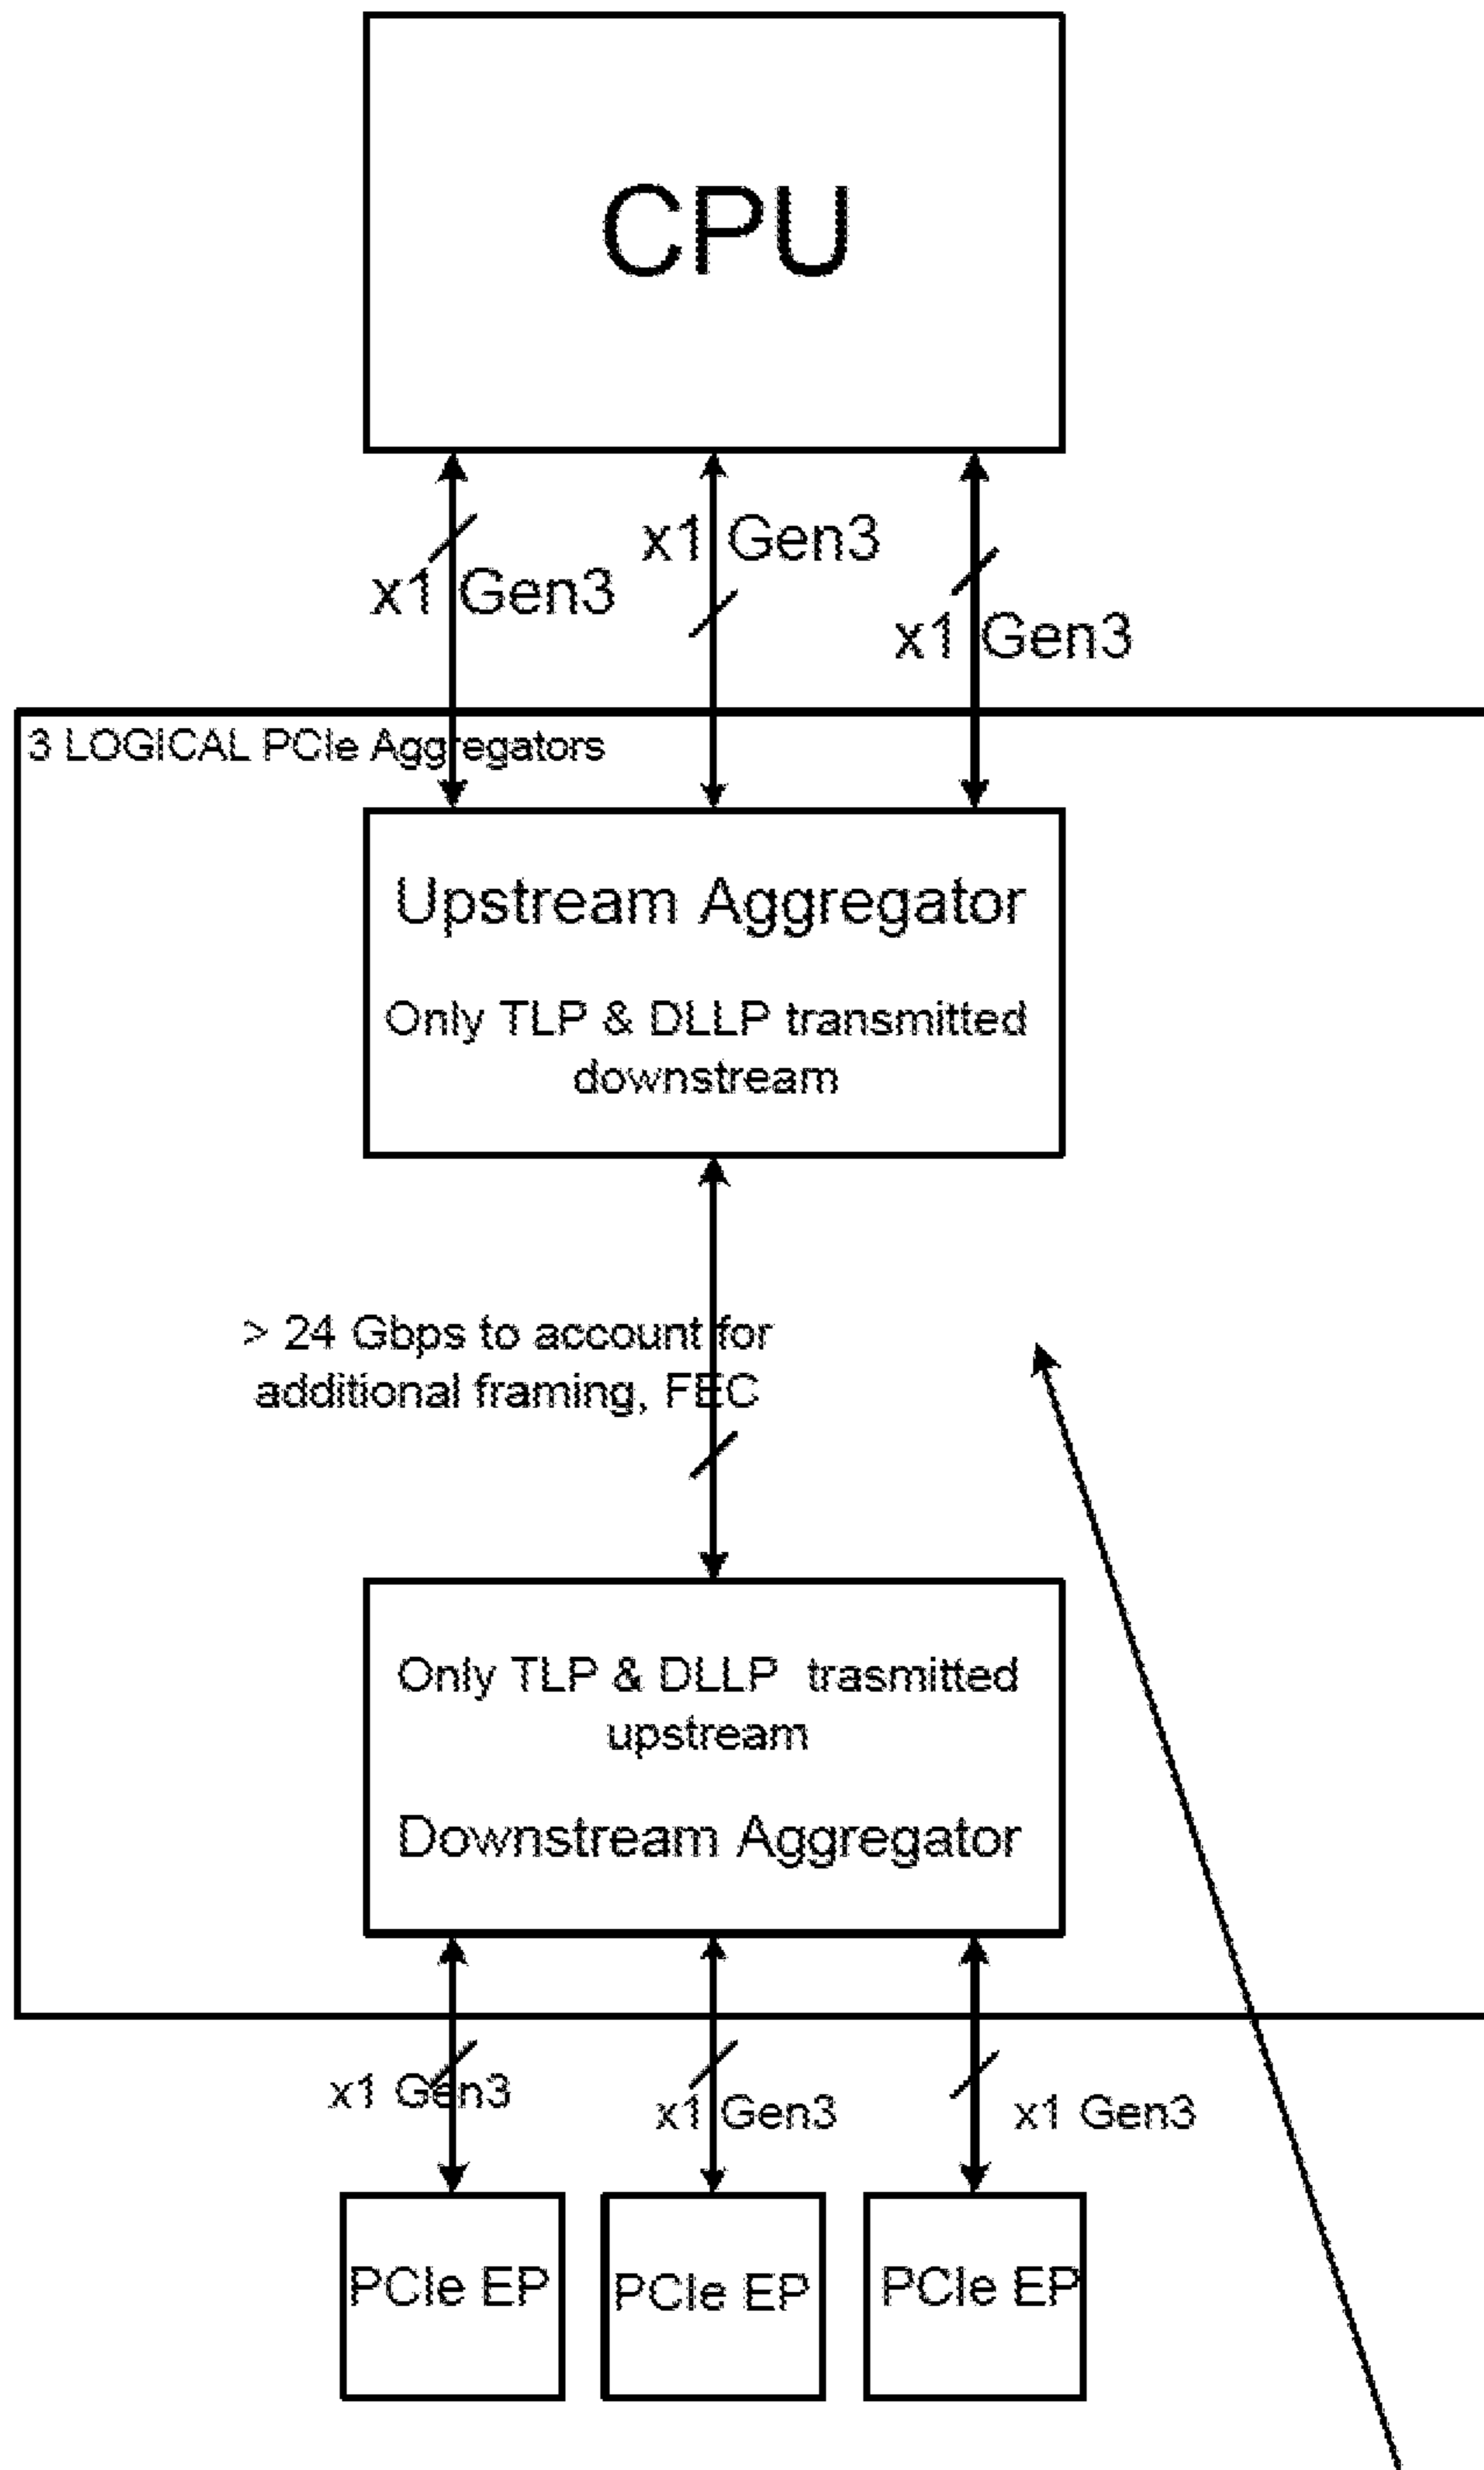 CPU
x1 Gen3
x1 Gen3
x1 Gen3
3 LOGICAL PCIe Aggregators
Upstream Aggregator
Only TLP & DLLP transmitted
downstream
> 24 Gbps to account for
additional framing, FEC
Only TLP & DLLP trasmitted
upstream
Downstream Aggregator
x1 Gen3
x1 Gen3
x1 Gen3
PCIe EP
PCIe EP
PCIe EP